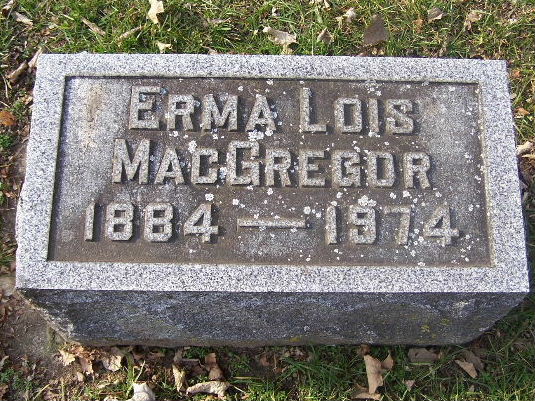 Erma Lois
MacGregor
1884 — 1974